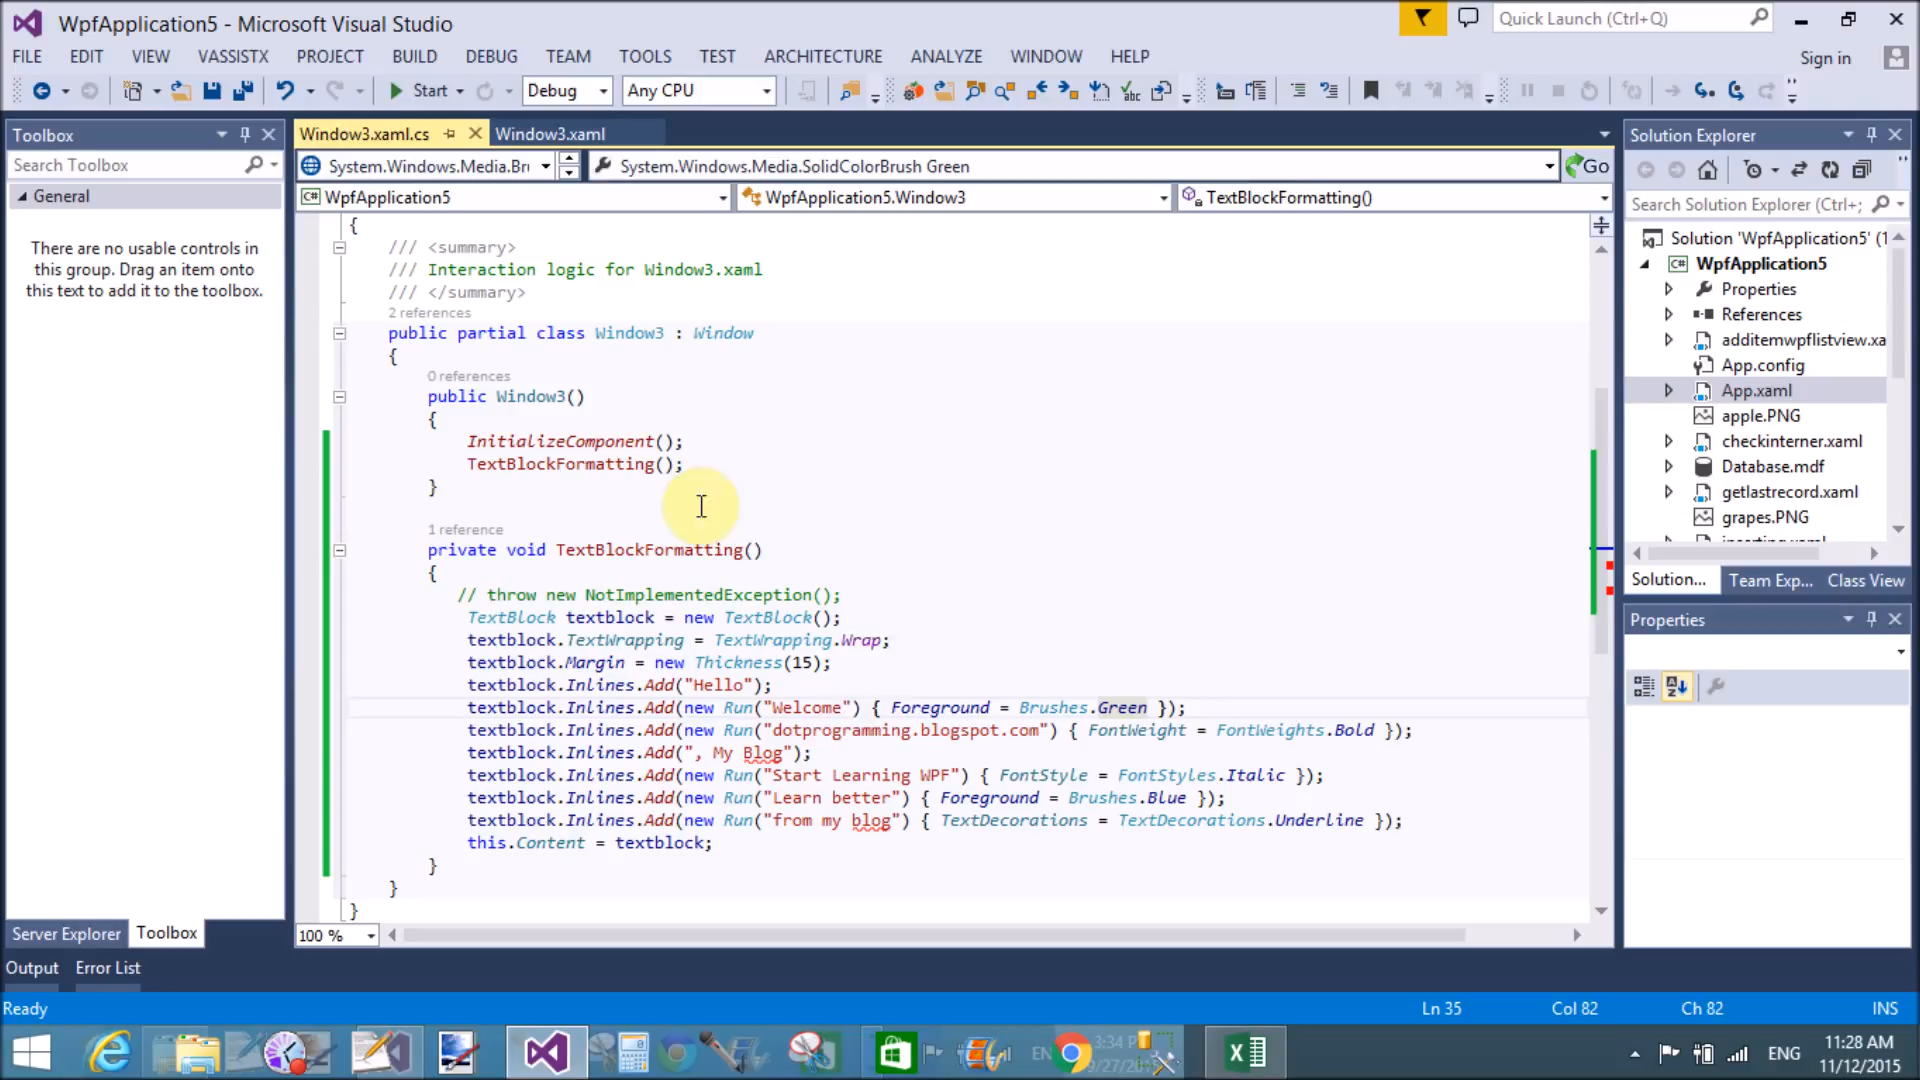 WpfApplication5 - Microsoft Visual Studio
Quick Launch (Ctrl+Q)
FILE EDIT VIEW VASSISTX PROJECT BUILD DEBUG TEAM TOOLS TEST ARCHITECTURE ANALYZE WINDOW HELP
Sign in
Start Debug Any CPU
Toolbox
Search Toolbox
General
There are no usable controls in
this group. Drag an item onto
this text to add it to the toolbox.
Server Explorer Toolbox
Window3.xaml.cs Window3.xaml
System.Windows.Media.Br System.Windows.Media.SolidColorBrush Green Go
C# WpfApplication5 WpfApplication5.Window3 TextBlockFormatting()
{
/// <summary>
/// Interaction logic for Window3.xaml
/// </summary>
2 references
public partial class Window3 : Window
{
0 references
public Window3()
{
InitializeComponent();
TextBlockFormatting();
}
1 reference
private void TextBlockFormatting()
{
// throw new NotImplementedException();
TextBlock textblock = new TextBlock();
textblock.TextWrapping = TextWrapping.Wrap;
textblock.Margin = new Thickness(15);
textblock.Inlines.Add("Hello");
textblock.Inlines.Add(new Run("Welcome") { Foreground = Brushes.Green });
textblock.Inlines.Add(new Run("dotprogramming.blogspot.com") { FontWeight = FontWeights.Bold });
textblock.Inlines.Add(", My Blog");
textblock.Inlines.Add(new Run("Start Learning WPF") { FontStyle = FontStyles.Italic });
textblock.Inlines.Add(new Run("Learn better") { Foreground = Brushes.Blue });
textblock.Inlines.Add(new Run("from my blog") { TextDecorations = TextDecorations.Underline });
this.Content = textblock;
}
}
}
100 %
Solution Explorer
Search Solution Explorer (Ctrl+;
Solution 'WpfApplication5' (1
C# WpfApplication5
Properties
References
additemwpflistview.xa
App.config
App.xaml
apple.PNG
checkinterner.xaml
Database.mdf
getlastrecord.xaml
grapes.PNG
Solution... Team Exp... Class View
Properties
Output Error List
Ready Ln 35 Col 82 Ch 82 INS
ENG 11:28 AM
11/12/2015